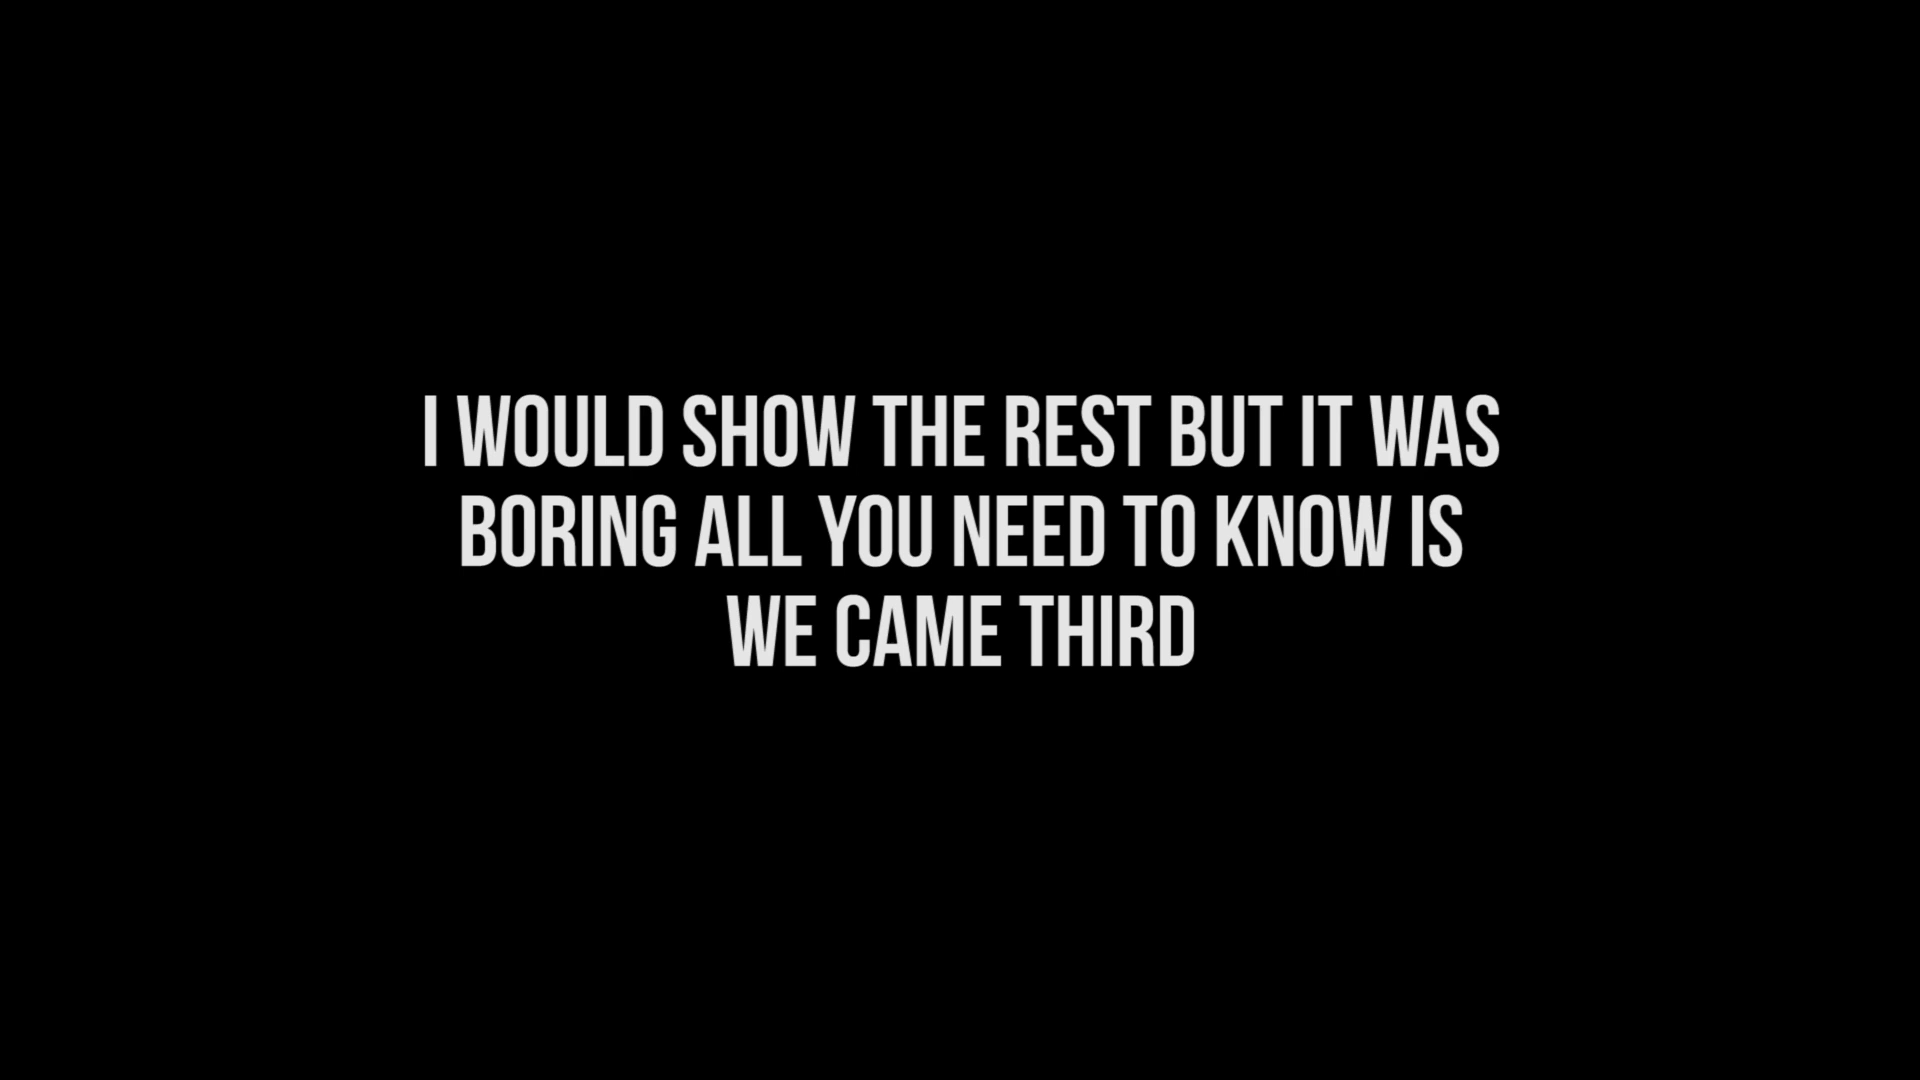 I WOULD SHOW THE REST BUT IT WAS
BORING ALL YOU NEED TO KNOW IS
WE CAME THIRD